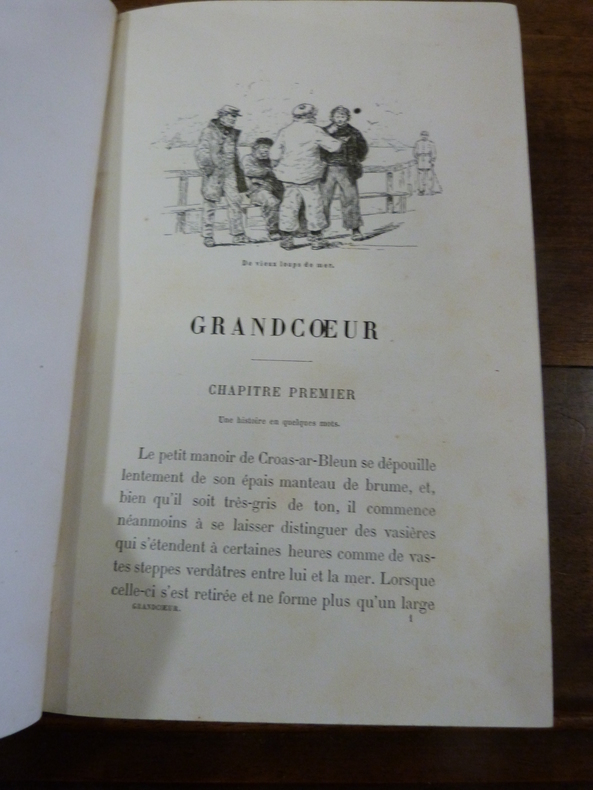 De vieux loups de mer.
GRANDCŒUR
CHAPITRE PREMIER
Une histoire en quelques mots.
Le petit manoir de Croas-ar-Bleun se dépouille
lentement de son épais manteau de brume, et,
bien qu'il soit très-gris de ton, il commence
néanmoins à se laisser distinguer des vasières
qui s'étendent à certaines heures comme de vas-
tes steppes verdâtres entre lui et la mer. Lorsque
celle-ci s'est retirée et ne forme plus qu'un large
GRANDCŒUR.
1